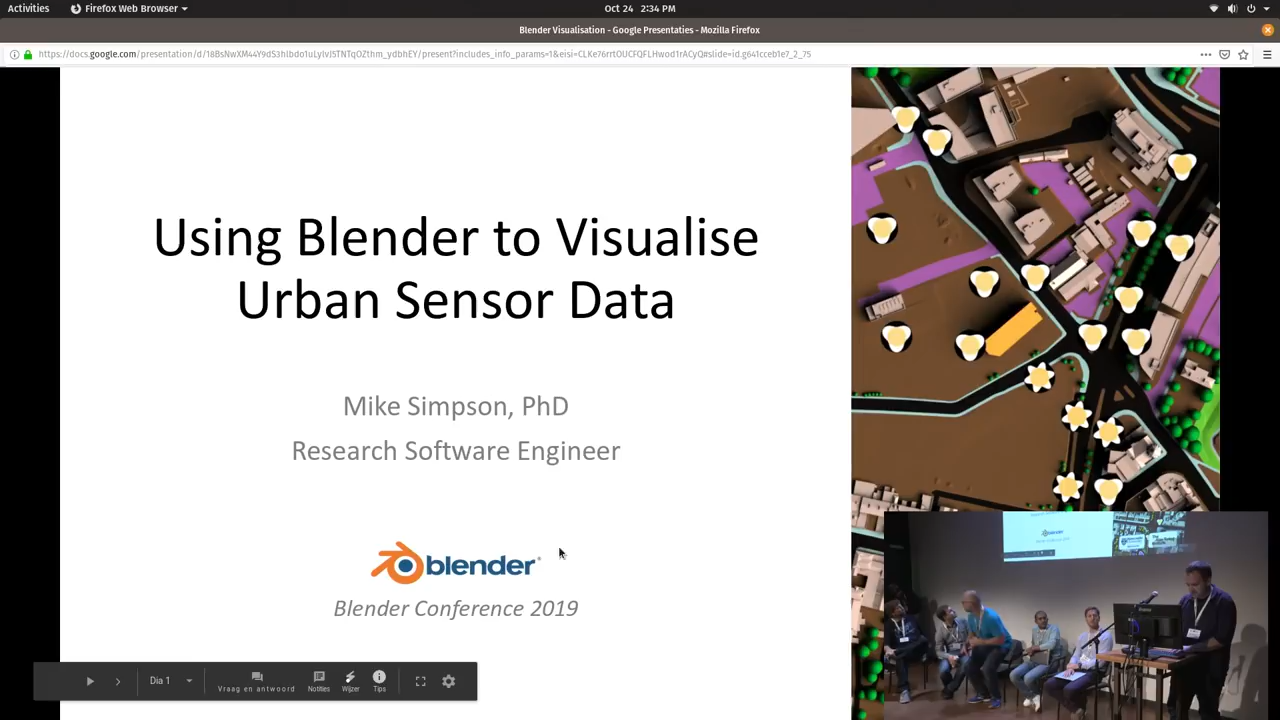 Activities
Firefox Web Browser
Oct 24 2:34 PM
Blender Visualisation - Google Presentaties - Mozilla Firefox
Using Blender to Visualise
Urban Sensor Data
Mike Simpson, PhD
Research Software Engineer
blender
Blender Conference 2019
Dia 1
Vraag en antwoord
Notities
Wijzer
Tips